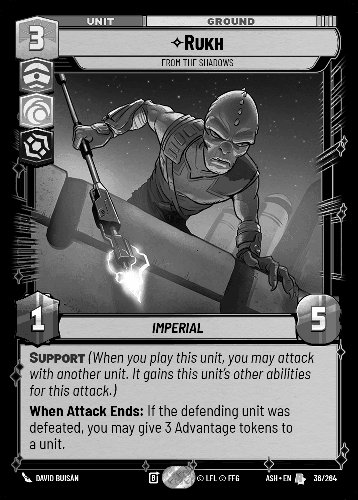 UNIT
GROUND
3
✧RUKH
FROM THE SHADOWS
1
IMPERIAL
5
SUPPORT (When you play this unit, you may attack
with another unit. It gains this unit's other abilities
for this attack.)
When Attack Ends: If the defending unit was
defeated, you may give 3 Advantage tokens to
a unit.
DAVID BUISÁN
© LFL © FFG
ASH • EN
36/264